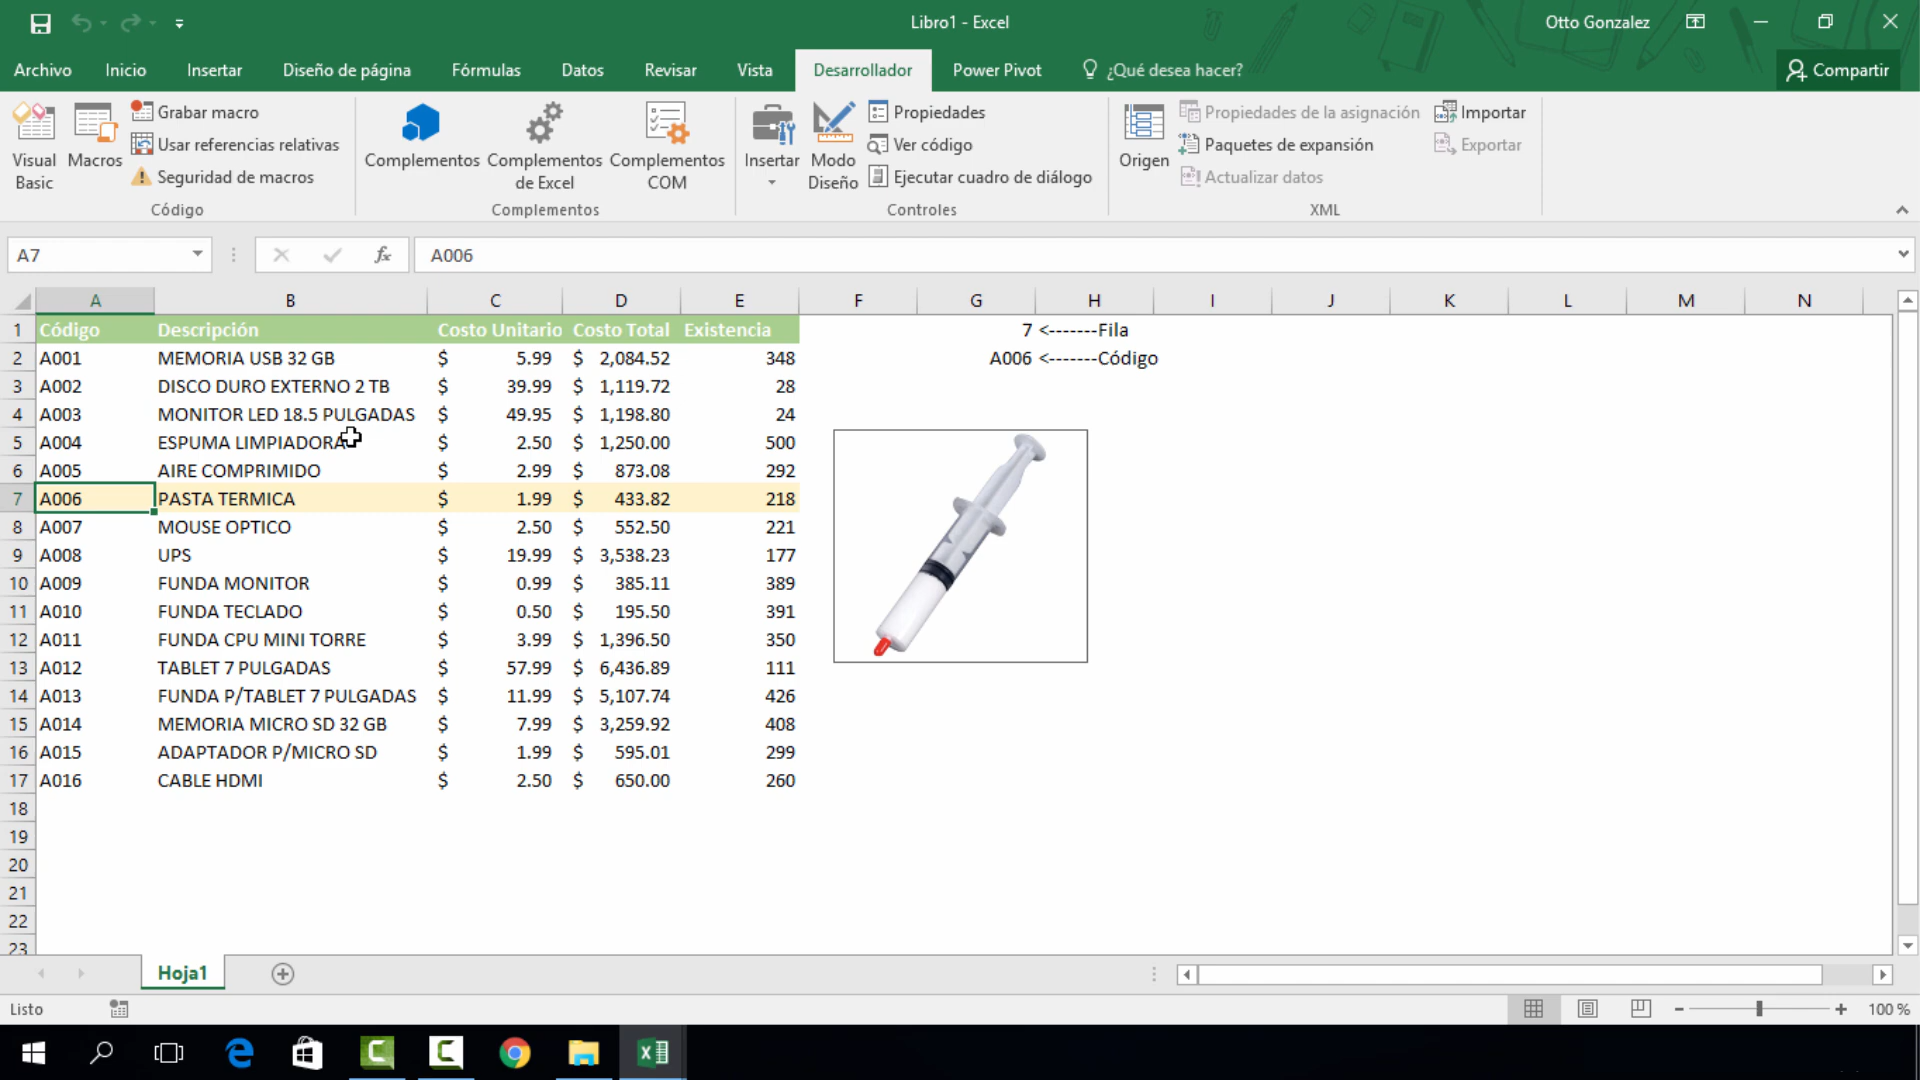 Libro1 - Excel
Otto Gonzalez
Archivo Inicio Insertar Diseño de página Fórmulas Datos Revisar Vista Desarrollador Power Pivot ¿Qué desea hacer? Compartir
Visual Basic
Macros
Grabar macro
Usar referencias relativas
Seguridad de macros
Código
Complementos
Complementos de Excel
Complementos COM
Complementos
Insertar
Modo Diseño
Propiedades
Ver código
Ejecutar cuadro de diálogo
Controles
Origen
Propiedades de la asignación
Paquetes de expansión
Actualizar datos
Importar
Exportar
XML
A7 fx A006
A B C D E F G H I J K L M N
1 Código Descripción Costo Unitario Costo Total Existencia 7 <-------Fila
2 A001 MEMORIA USB 32 GB $ 5.99 $ 2,084.52 348 A006 <-------Código
3 A002 DISCO DURO EXTERNO 2 TB $ 39.99 $ 1,119.72 28
4 A003 MONITOR LED 18.5 PULGADAS $ 49.95 $ 1,198.80 24
5 A004 ESPUMA LIMPIADORA $ 2.50 $ 1,250.00 500
6 A005 AIRE COMPRIMIDO $ 2.99 $ 873.08 292
7 A006 PASTA TERMICA $ 1.99 $ 433.82 218
8 A007 MOUSE OPTICO $ 2.50 $ 552.50 221
9 A008 UPS $ 19.99 $ 3,538.23 177
10 A009 FUNDA MONITOR $ 0.99 $ 385.11 389
11 A010 FUNDA TECLADO $ 0.50 $ 195.50 391
12 A011 FUNDA CPU MINI TORRE $ 3.99 $ 1,396.50 350
13 A012 TABLET 7 PULGADAS $ 57.99 $ 6,436.89 111
14 A013 FUNDA P/TABLET 7 PULGADAS $ 11.99 $ 5,107.74 426
15 A014 MEMORIA MICRO SD 32 GB $ 7.99 $ 3,259.92 408
16 A015 ADAPTADOR P/MICRO SD $ 1.99 $ 595.01 299
17 A016 CABLE HDMI $ 2.50 $ 650.00 260
18
19
20
21
22
23
Hoja1
Listo
100 %